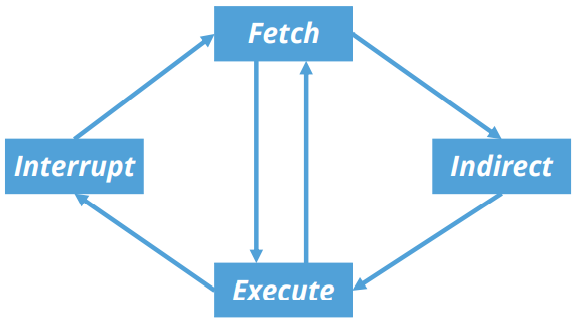 Fetch
Interrupt
Indirect
Execute